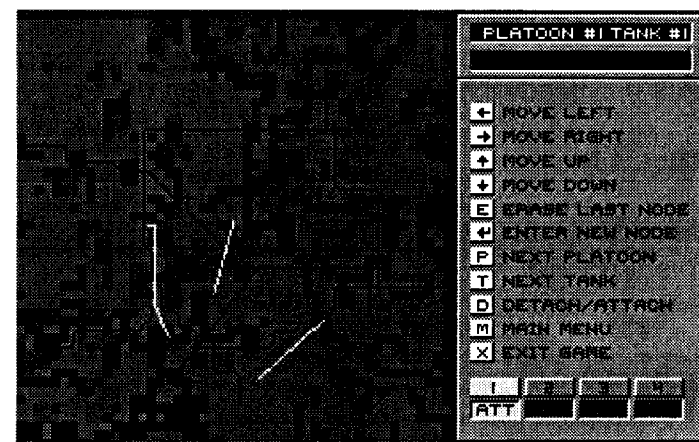 PLATOON #1 TANK #1
← MOVE LEFT
→ MOVE RIGHT
↑ MOVE UP
↓ MOVE DOWN
E ERASE LAST NODE
↵ ENTER NEW NODE
P NEXT PLATOON
T NEXT TANK
D DETACH/ATTACH
M MAIN MENU
X EXIT GAME
1 2 3 4
ATT